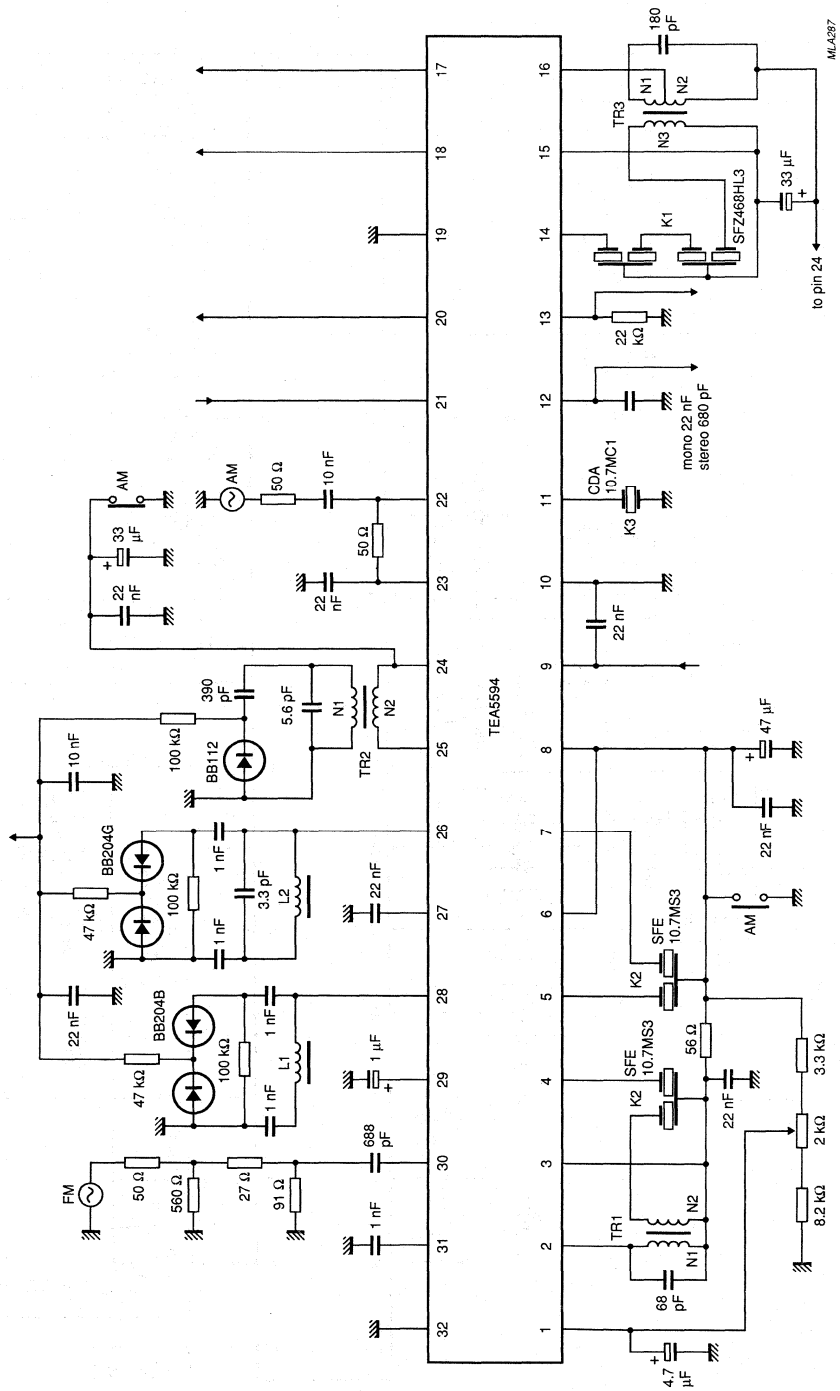 FM
50 Ω
560 Ω
27 Ω
91 Ω
688
pF
1 nF
47 kΩ
22 nF
BB204B
100 kΩ
1 nF
1 nF
L1
1 μF
+
47 kΩ
BB204G
100 kΩ
1 nF
1 nF
3.3 pF
L2
22 nF
10 nF
100 kΩ
BB112
390
pF
5.6 pF
N1
N2
TR2
22
nF
+
33
μF
AM
AM
50 Ω
10 nF
50 Ω
22
nF
32
31
30
29
28
27
26
25
24
23
22
21
20
19
18
17
TEA5594
1
2
3
4
5
6
7
8
9
10
11
12
13
14
15
16
4.7
μF
+
68
pF
TR1
N1
N2
K2
SFE
10.7MS3
22 nF
56 Ω
K2
SFE
10.7MS3
8.2 kΩ
2 kΩ
3.3 kΩ
AM
22 nF
+
47 μF
22 nF
CDA
10.7MC1
K3
mono 22 nF
stereo 680 pF
22
kΩ
K1
SFZ468HL3
TR3
N3
N1
N2
180
pF
33 μF
+
to pin 24
MLA287